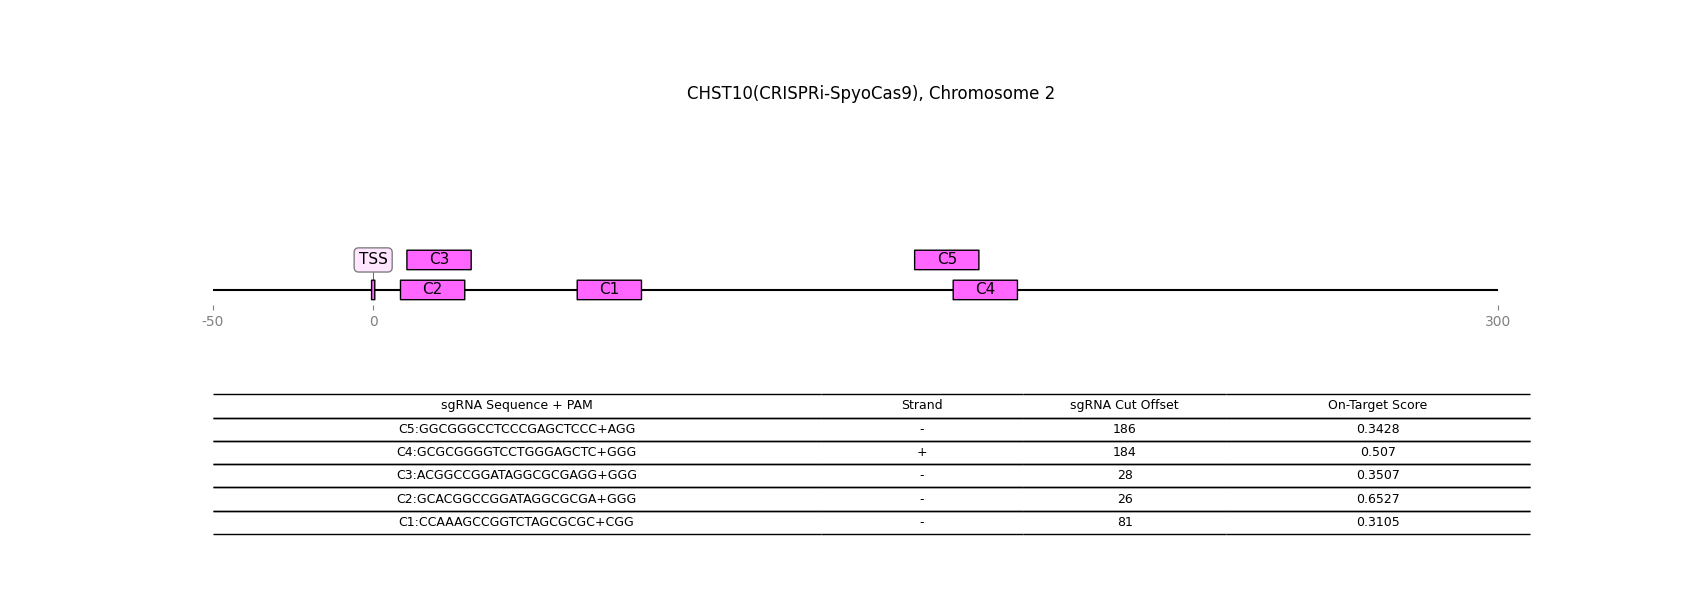 CHST10(CRISPRi-SpyoCas9), Chromosome 2
TSS C3 C5
C2 C1 C4
-50 0 300
sgRNA Sequence + PAM Strand sgRNA Cut Offset On-Target Score
C5:GGCGGGCCTCCCGAGCTCCC+AGG - 186 0.3428
C4:GCGCGGGGTCCTGGGAGCTC+GGG + 184 0.507
C3:ACGGCCGGATAGGCGCGAGG+GGG - 28 0.3507
C2:GCACGGCCGGATAGGCGCGA+GGG - 26 0.6527
C1:CCAAAGCCGGTCTAGCGCGC+CGG - 81 0.3105